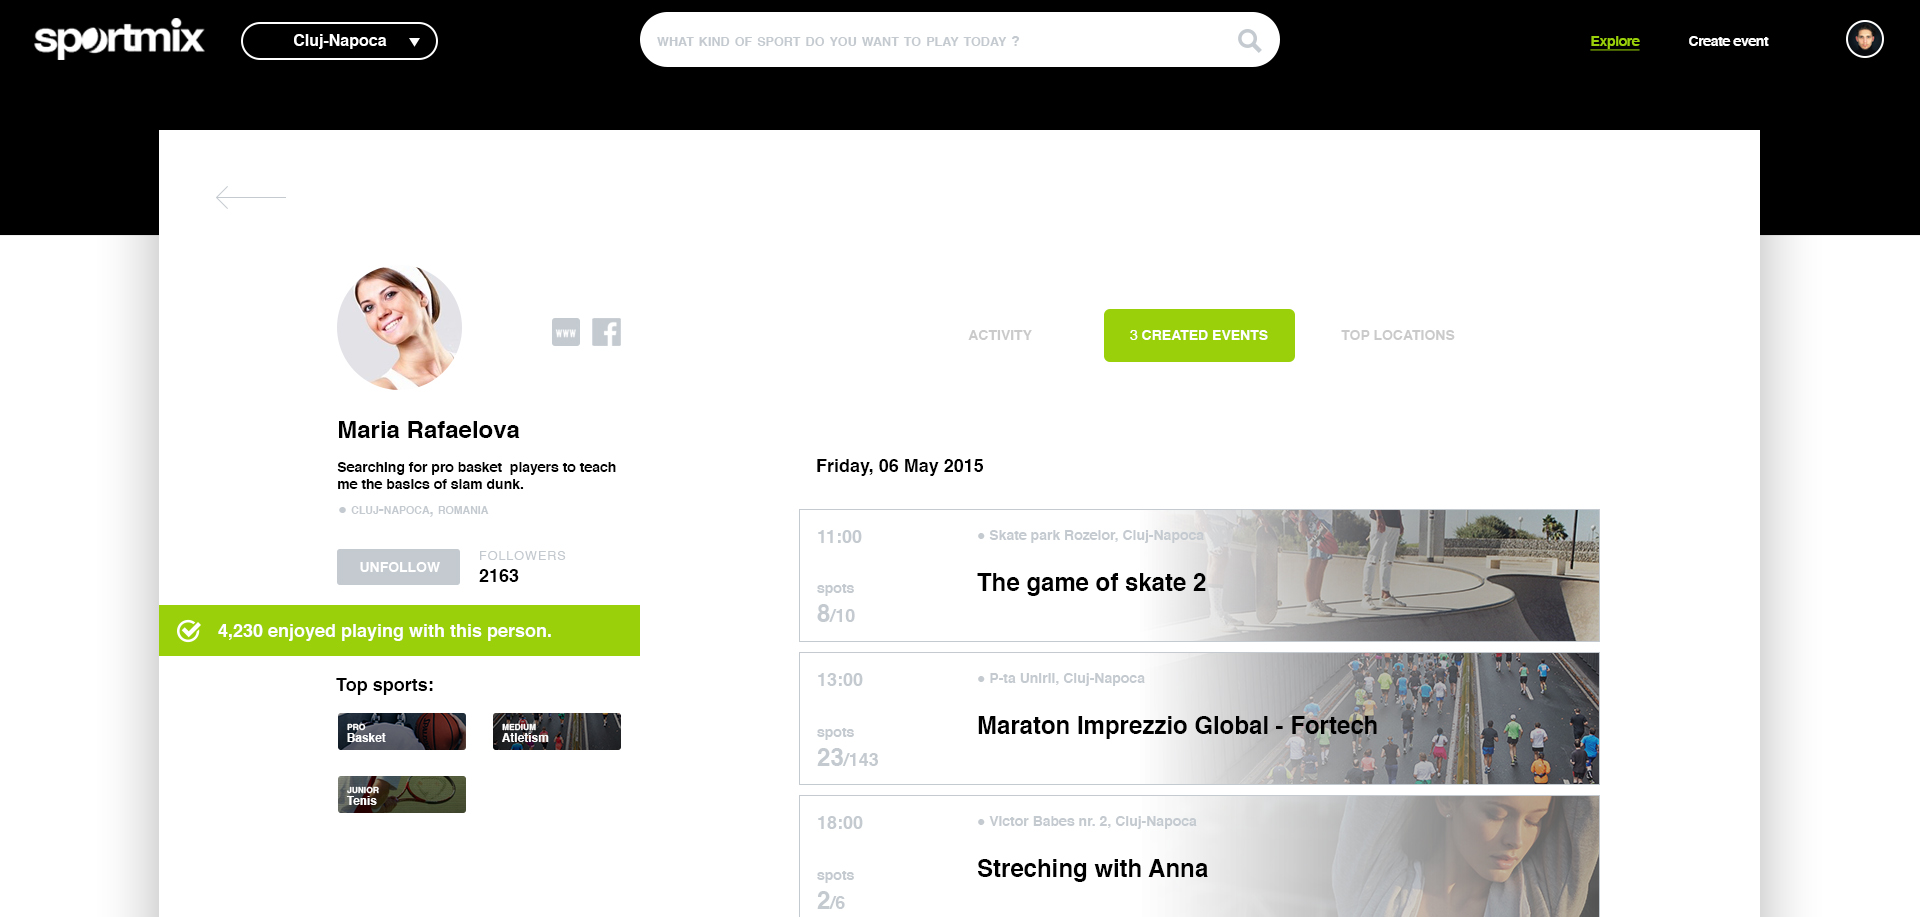 sportmix
Cluj-Napoca
WHAT KIND OF SPORT DO YOU WANT TO PLAY TODAY ?
Explore
Create event
www
f
ACTIVITY
3 CREATED EVENTS
TOP LOCATIONS
Maria Rafaelova
Searching for pro basket players to teach
me the basics of slam dunk.
• CLUJ-NAPOCA, ROMANIA
UNFOLLOW
FOLLOWERS
2163
4,230 enjoyed playing with this person.
Top sports:
PRO
Basket
MEDIUM
Atletism
JUNIOR
Tenis
Friday, 06 May 2015
11:00
• Skate park Rozelor, Cluj-Napoca
The game of skate 2
spots
8/10
13:00
• P-ta Unirii, Cluj-Napoca
Maraton Imprezzio Global - Fortech
spots
23/143
18:00
• Victor Babes nr. 2, Cluj-Napoca
Streching with Anna
spots
2/6